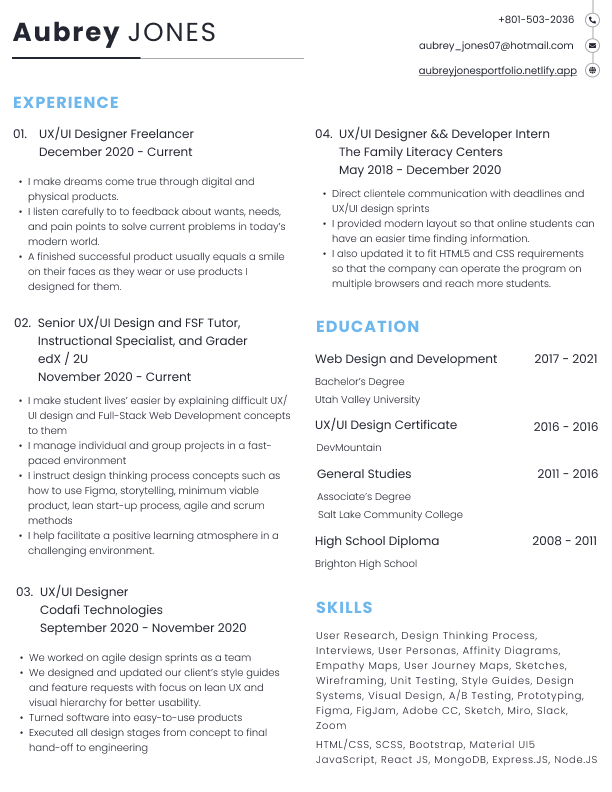 Aubrey JONES
+801-503-2036
aubrey_jones07@hotmail.com
aubreyjonesportfolio.netlify.app
EXPERIENCE
01. UX/UI Designer Freelancer
December 2020 - Current
• I make dreams come true through digital and
physical products.
• I listen carefully to to feedback about wants, needs,
and pain points to solve current problems in today's
modern world.
• A finished successful product usually equals a smile
on their faces as they wear or use products I
designed for them.
02. Senior UX/UI Design and FSF Tutor,
Instructional Specialist, and Grader
edX / 2U
November 2020 - Current
• I make student lives' easier by explaining difficult UX/
UI design and Full-Stack Web Development concepts
to them
• I manage individual and group projects in a fast-
paced environment
• I instruct design thinking process concepts such as
how to use Figma, storytelling, minimum viable
product, lean start-up process, agile and scrum
methods
• I help facilitate a positive learning atmosphere in a
challenging environment.
03. UX/UI Designer
Codafi Technologies
September 2020 - November 2020
• We worked on agile design sprints as a team
• We designed and updated our client's style guides
and feature requests with focus on lean UX and
visual hierarchy for better usability.
• Turned software into easy-to-use products
• Executed all design stages from concept to final
hand-off to engineering
04. UX/UI Designer && Developer Intern
The Family Literacy Centers
May 2018 - December 2020
• Direct clientele communication with deadlines and
UX/UI design sprints
• I provided modern layout so that online students can
have an easier time finding information.
• I also updated it to fit HTML5 and CSS requirements
so that the company can operate the program on
multiple browsers and reach more students.
EDUCATION
Web Design and Development 2017 - 2021
Bachelor's Degree
Utah Valley University
UX/UI Design Certificate 2016 - 2016
DevMountain
General Studies 2011 - 2016
Associate's Degree
Salt Lake Community College
High School Diploma 2008 - 2011
Brighton High School
SKILLS
User Research, Design Thinking Process,
Interviews, User Personas, Affinity Diagrams,
Empathy Maps, User Journey Maps, Sketches,
Wireframing, Unit Testing, Style Guides, Design
Systems, Visual Design, A/B Testing, Prototyping,
Figma, FigJam, Adobe CC, Sketch, Miro, Slack,
Zoom
HTML/CSS, SCSS, Bootstrap, Material UI5
JavaScript, React JS, MongoDB, Express.JS, Node.JS